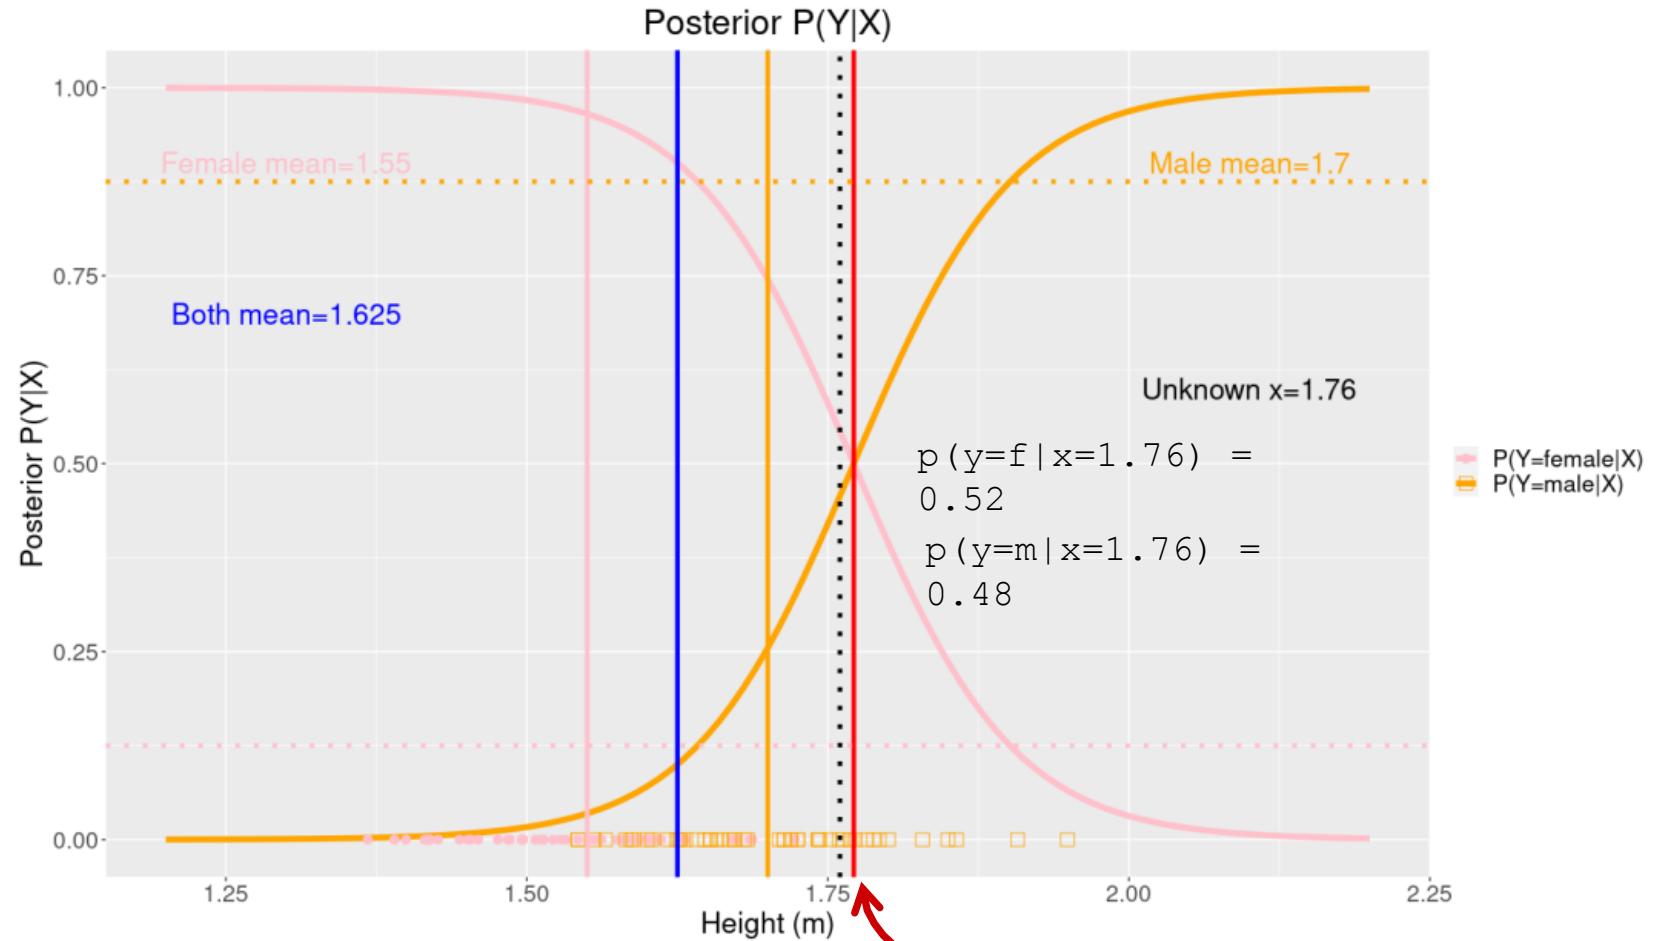 Posterior P(Y|X)
1.00
Female mean=1.55
Male mean=1.7
0.75
Both mean=1.625
Unknown x=1.76
Posterior P(Y|X)
0.50
p(y=f|x=1.76) =
0.52
p(y=m|x=1.76) =
0.48
P(Y=female|X)
P(Y=male|X)
0.25
0.00
1.25 1.50 1.75 2.00 2.25
Height (m)